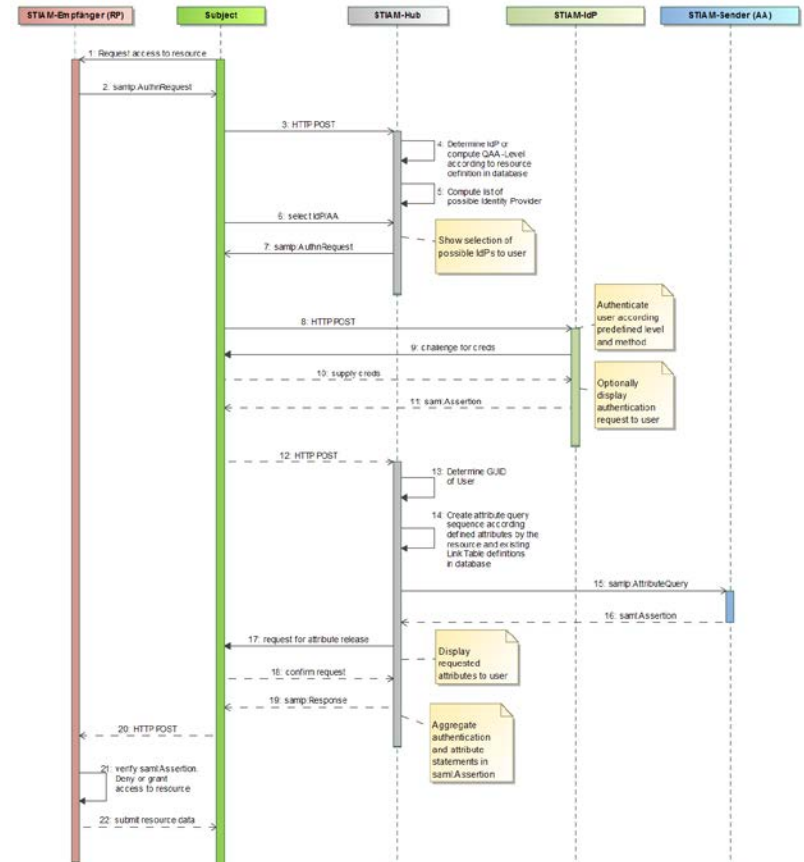 STIAM-Empfänger (RP)
Subject
STIAM-Hub
STIAM-IdP
STIAM-Sender (AA)
1: Request access to resource
2: samlp:AuthnRequest
3: HTTP POST
4: Determine IdP or
compute QAA-Level
according to resource
definition in database
5: Compute list of
possible Identity Provider
6: select IdP/AA
Show selection of
possible IdPs to user
7: samlp:AuthnRequest
Authenticate
user according
predefined level
and method
8: HTTP POST
9: challenge for creds
10: supply creds
Optionally
display
authentication
request to user
11: saml:Assertion
12: HTTP POST
13: Determine GUID
of User
14: Create attribute query
sequence according
defined attributes by the
resource and existing
Link Table definitions
in database
15: samlp:AttributeQuery
16: saml:Assertion
17: request for attribute release
Display
requested
attributes to user
18: confirm request
19: samlp:Response
Aggregate
authentication
and attribute
statements in
saml:Assertion
20: HTTP POST
21: verify saml:Assertion.
Deny or grant
access to resource
22: submit resource data